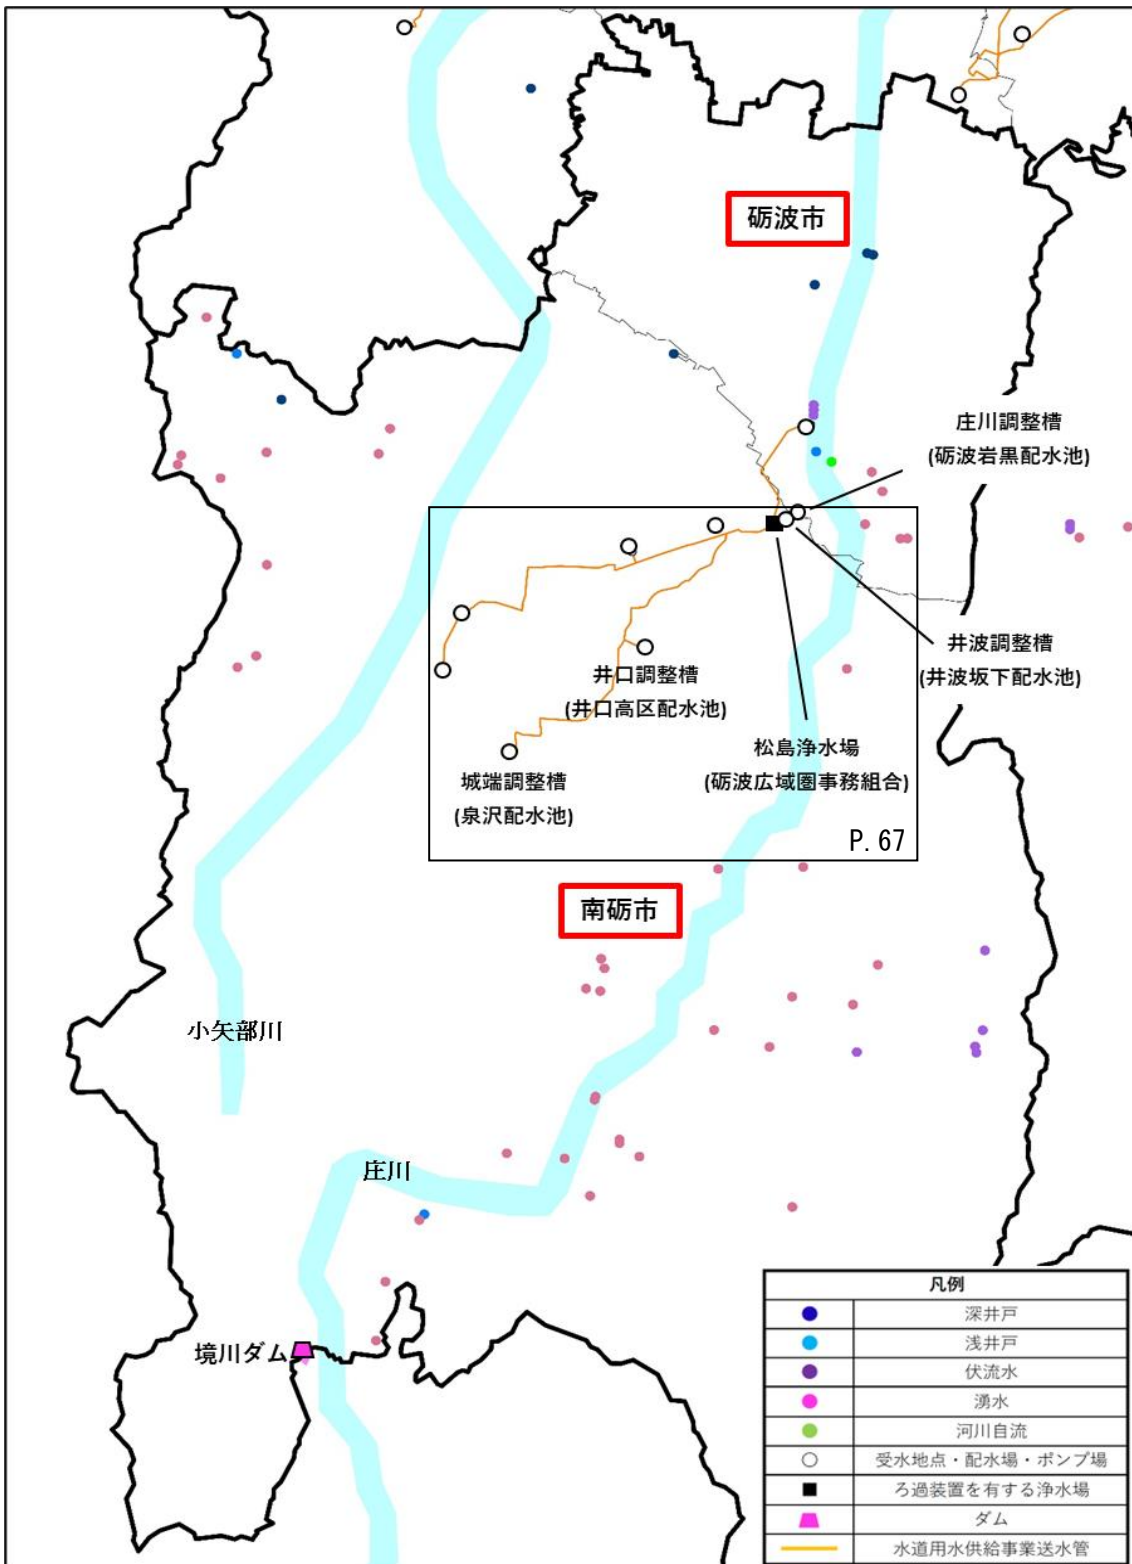 砺波市
庄川調整槽
(砺波岩黒配水池)
井波調整槽
(井波坂下配水池)
井口調整槽
(井口高区配水池)
松島浄水場
(砺波広域圏事務組合)
城端調整槽
(泉沢配水池)
P. 67
南砺市
小矢部川
庄川
境川ダム
凡例
深井戸
浅井戸
伏流水
湧水
河川自流
受水地点・配水場・ポンプ場
ろ過装置を有する浄水場
ダム
水道用水供給事業送水管